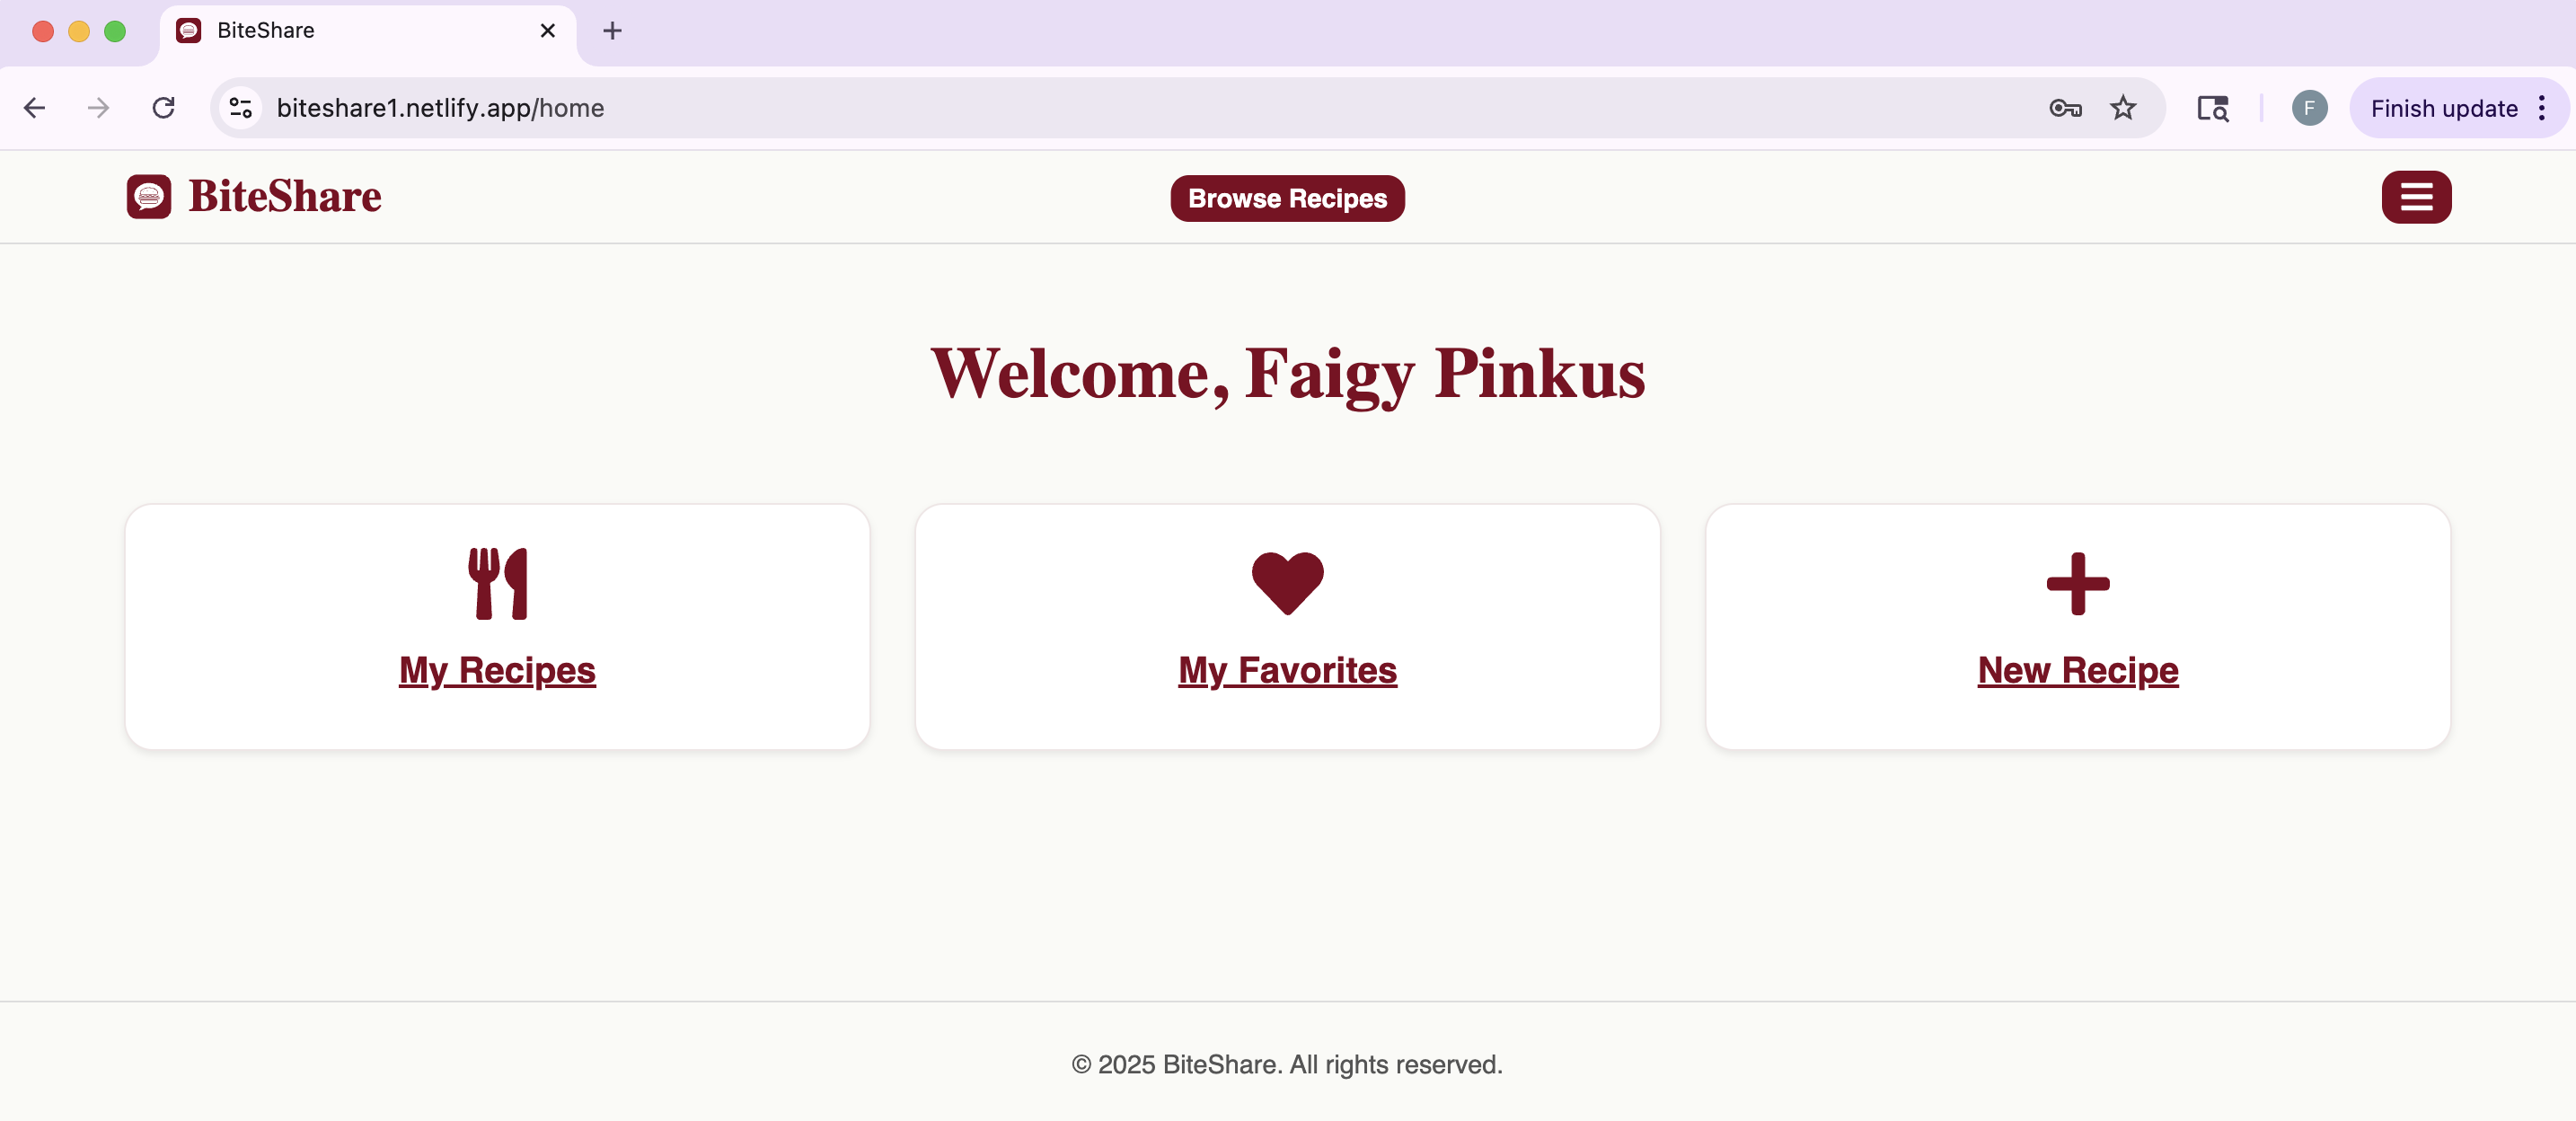 BiteShare
biteshare1.netlify.app/home
F
Finish update
BiteShare
Browse Recipes
Welcome, Faigy Pinkus
My Recipes
My Favorites
New Recipe
© 2025 BiteShare. All rights reserved.